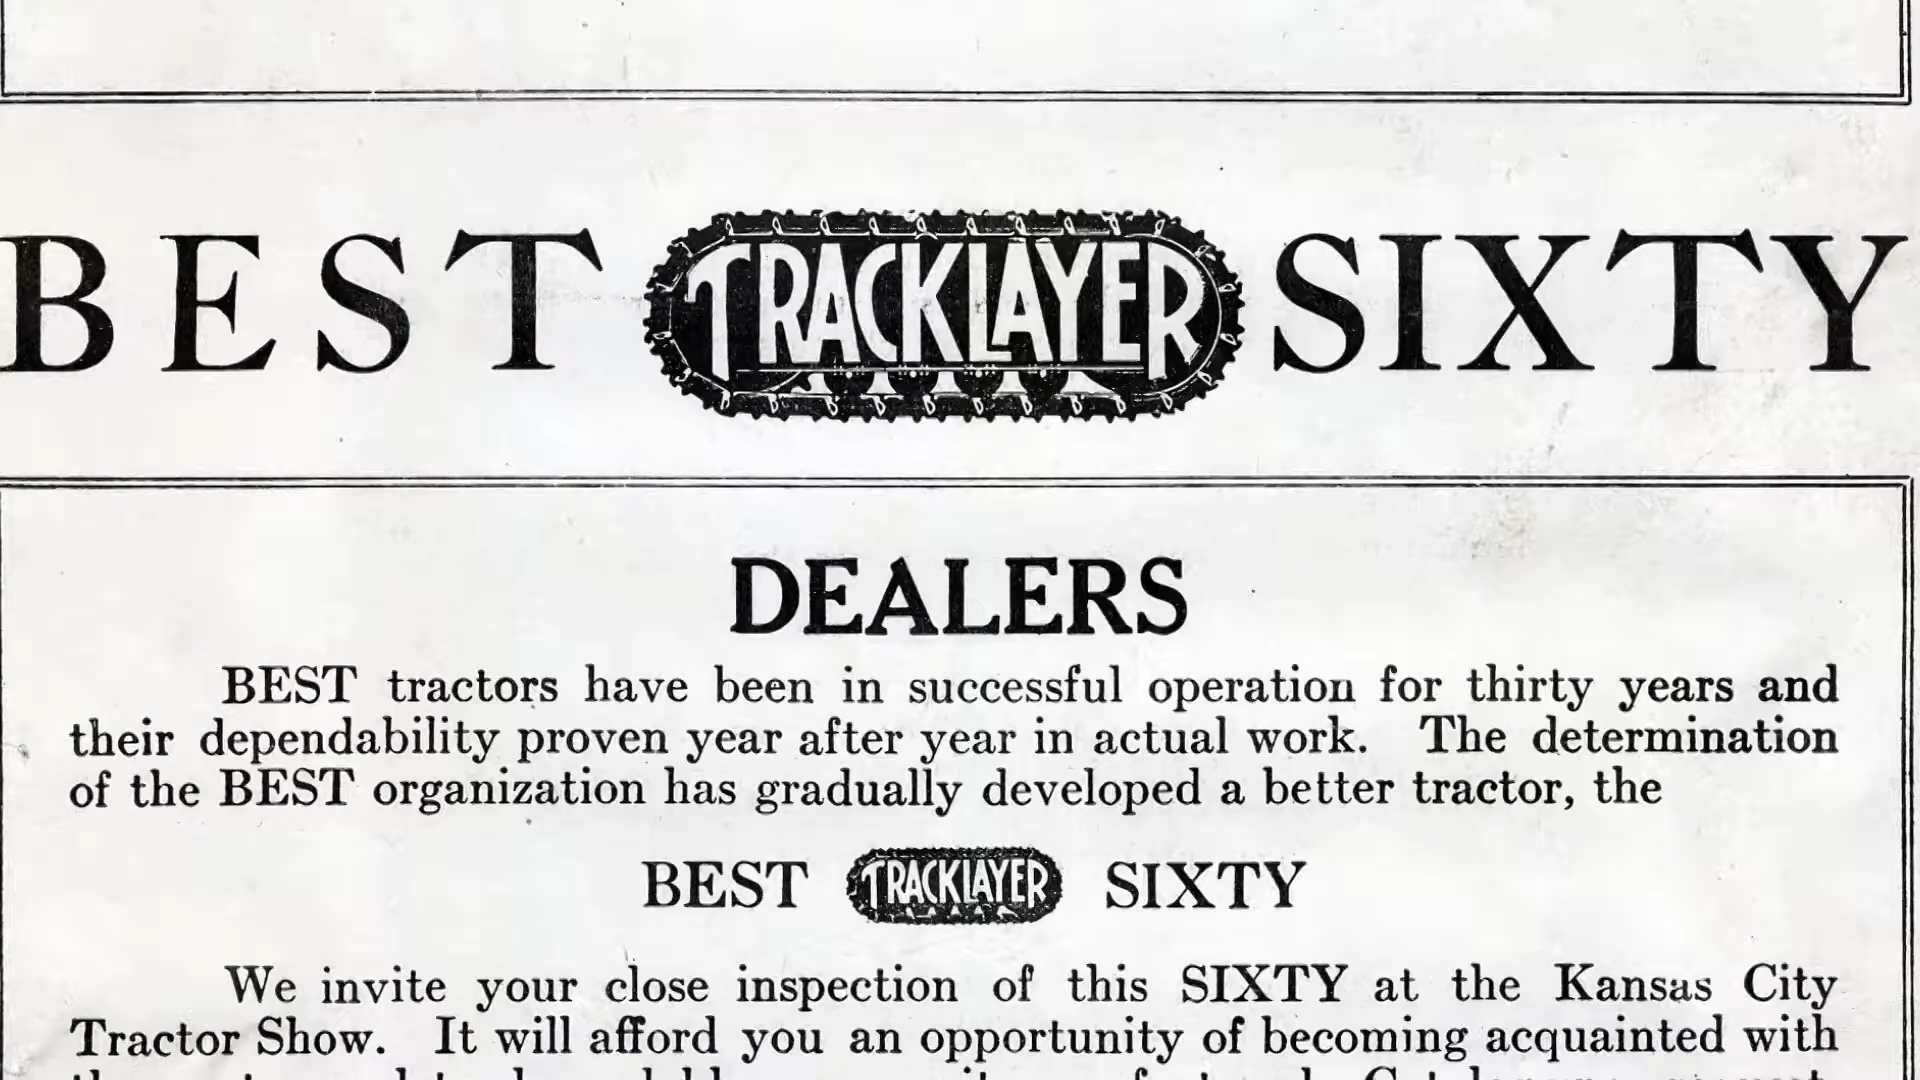 BEST TRACKLAYER SIXTY
DEALERS
BEST tractors have been in successful operation for thirty years and
their dependability proven year after year in actual work. The determination
of the BEST organization has gradually developed a better tractor, the
BEST TRACKLAYER SIXTY
We invite your close inspection of this SIXTY at the Kansas City
Tractor Show. It will afford you an opportunity of becoming acquainted with